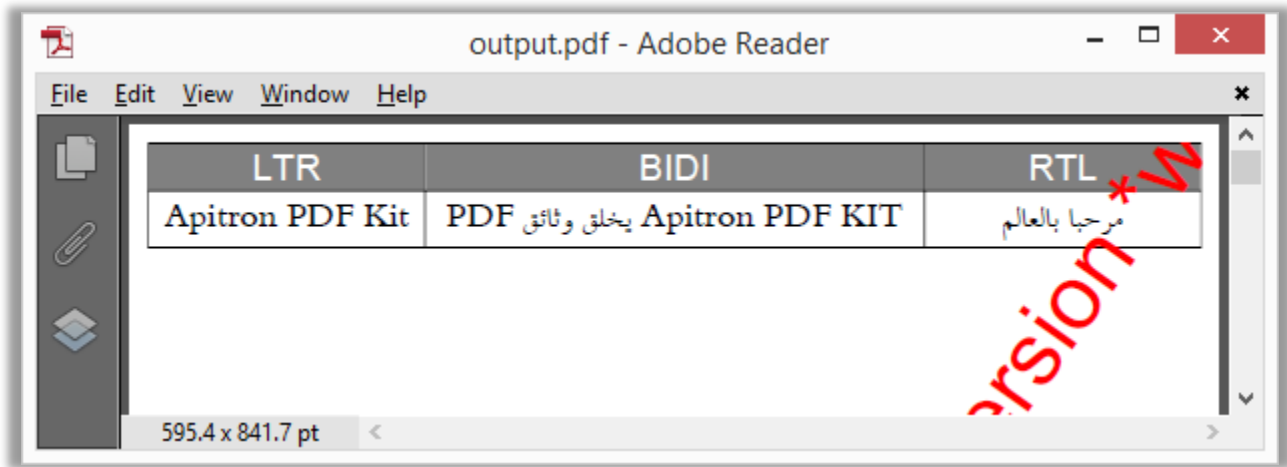 output.pdf - Adobe Reader
File Edit View Window Help
LTR BIDI RTL
Apitron PDF Kit Apitron PDF KIT يخلق وثائق PDF مرحبا بالعالم
ersion *w
595.4 x 841.7 pt